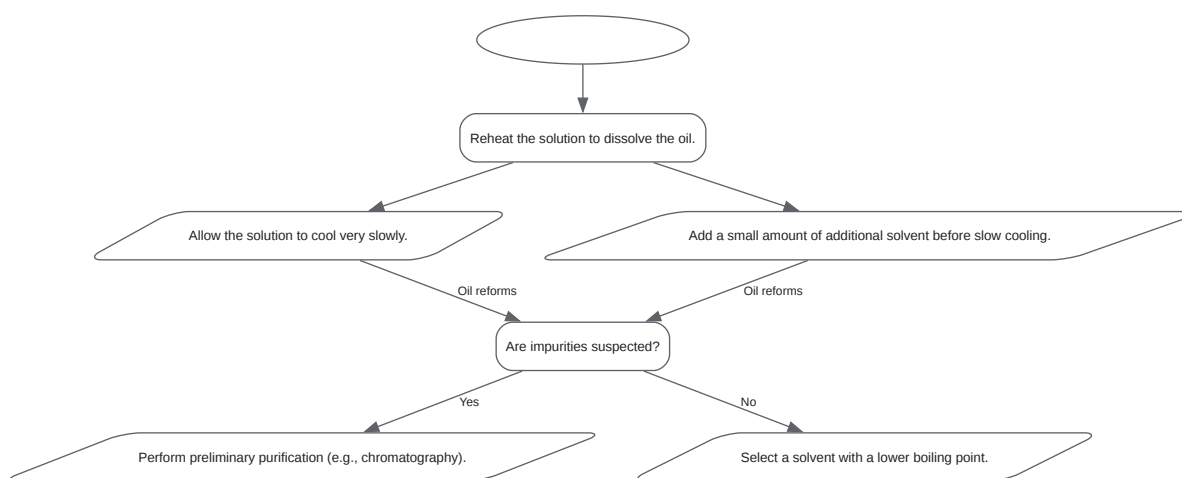 Reheat the solution to dissolve the oil.
Allow the solution to cool very slowly.
Add a small amount of additional solvent before slow cooling.
Oil reforms
Oil reforms
Are impurities suspected?
Yes
No
Perform preliminary purification (e.g., chromatography).
Select a solvent with a lower boiling point.